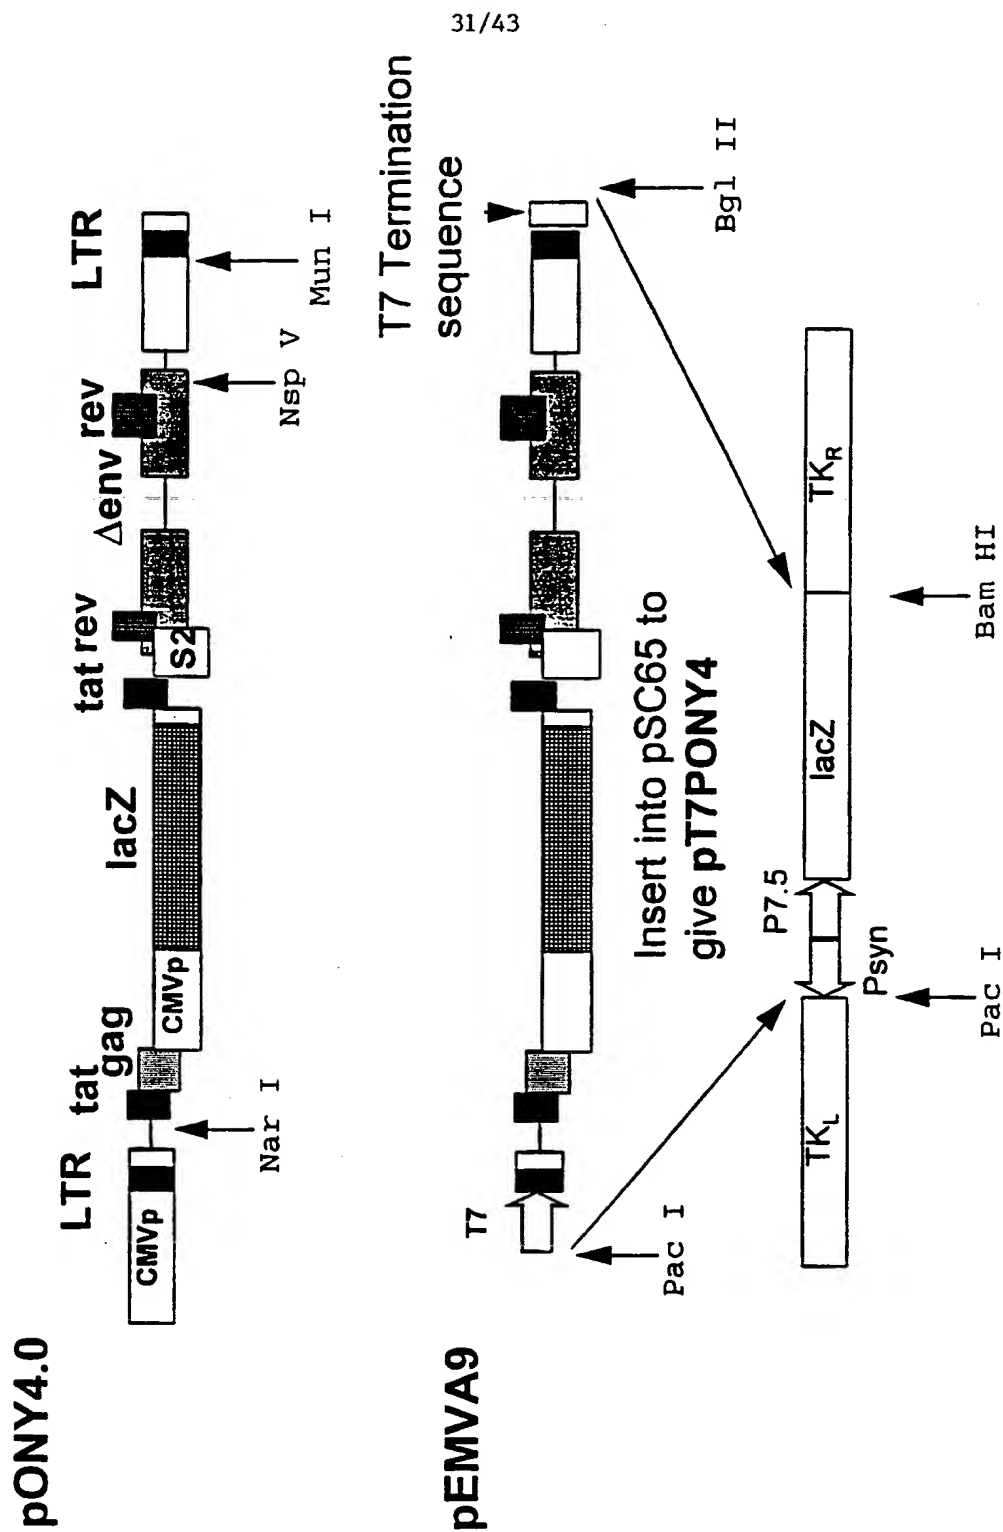 31/43
pONY4.0
LTR
tat
gag
lacZ
tat
rev
Δenv
rev
LTR
CMVp
CMVp
S2
Nar I
Nsp V
Mun I
pEMVA9
T7
T7 Termination
sequence
Pac I
Bgl II
Insert into pSC65 to
give pT7PONY4
TKL
Psyn
P7.5
lacZ
TKR
Pac I
Bam HI